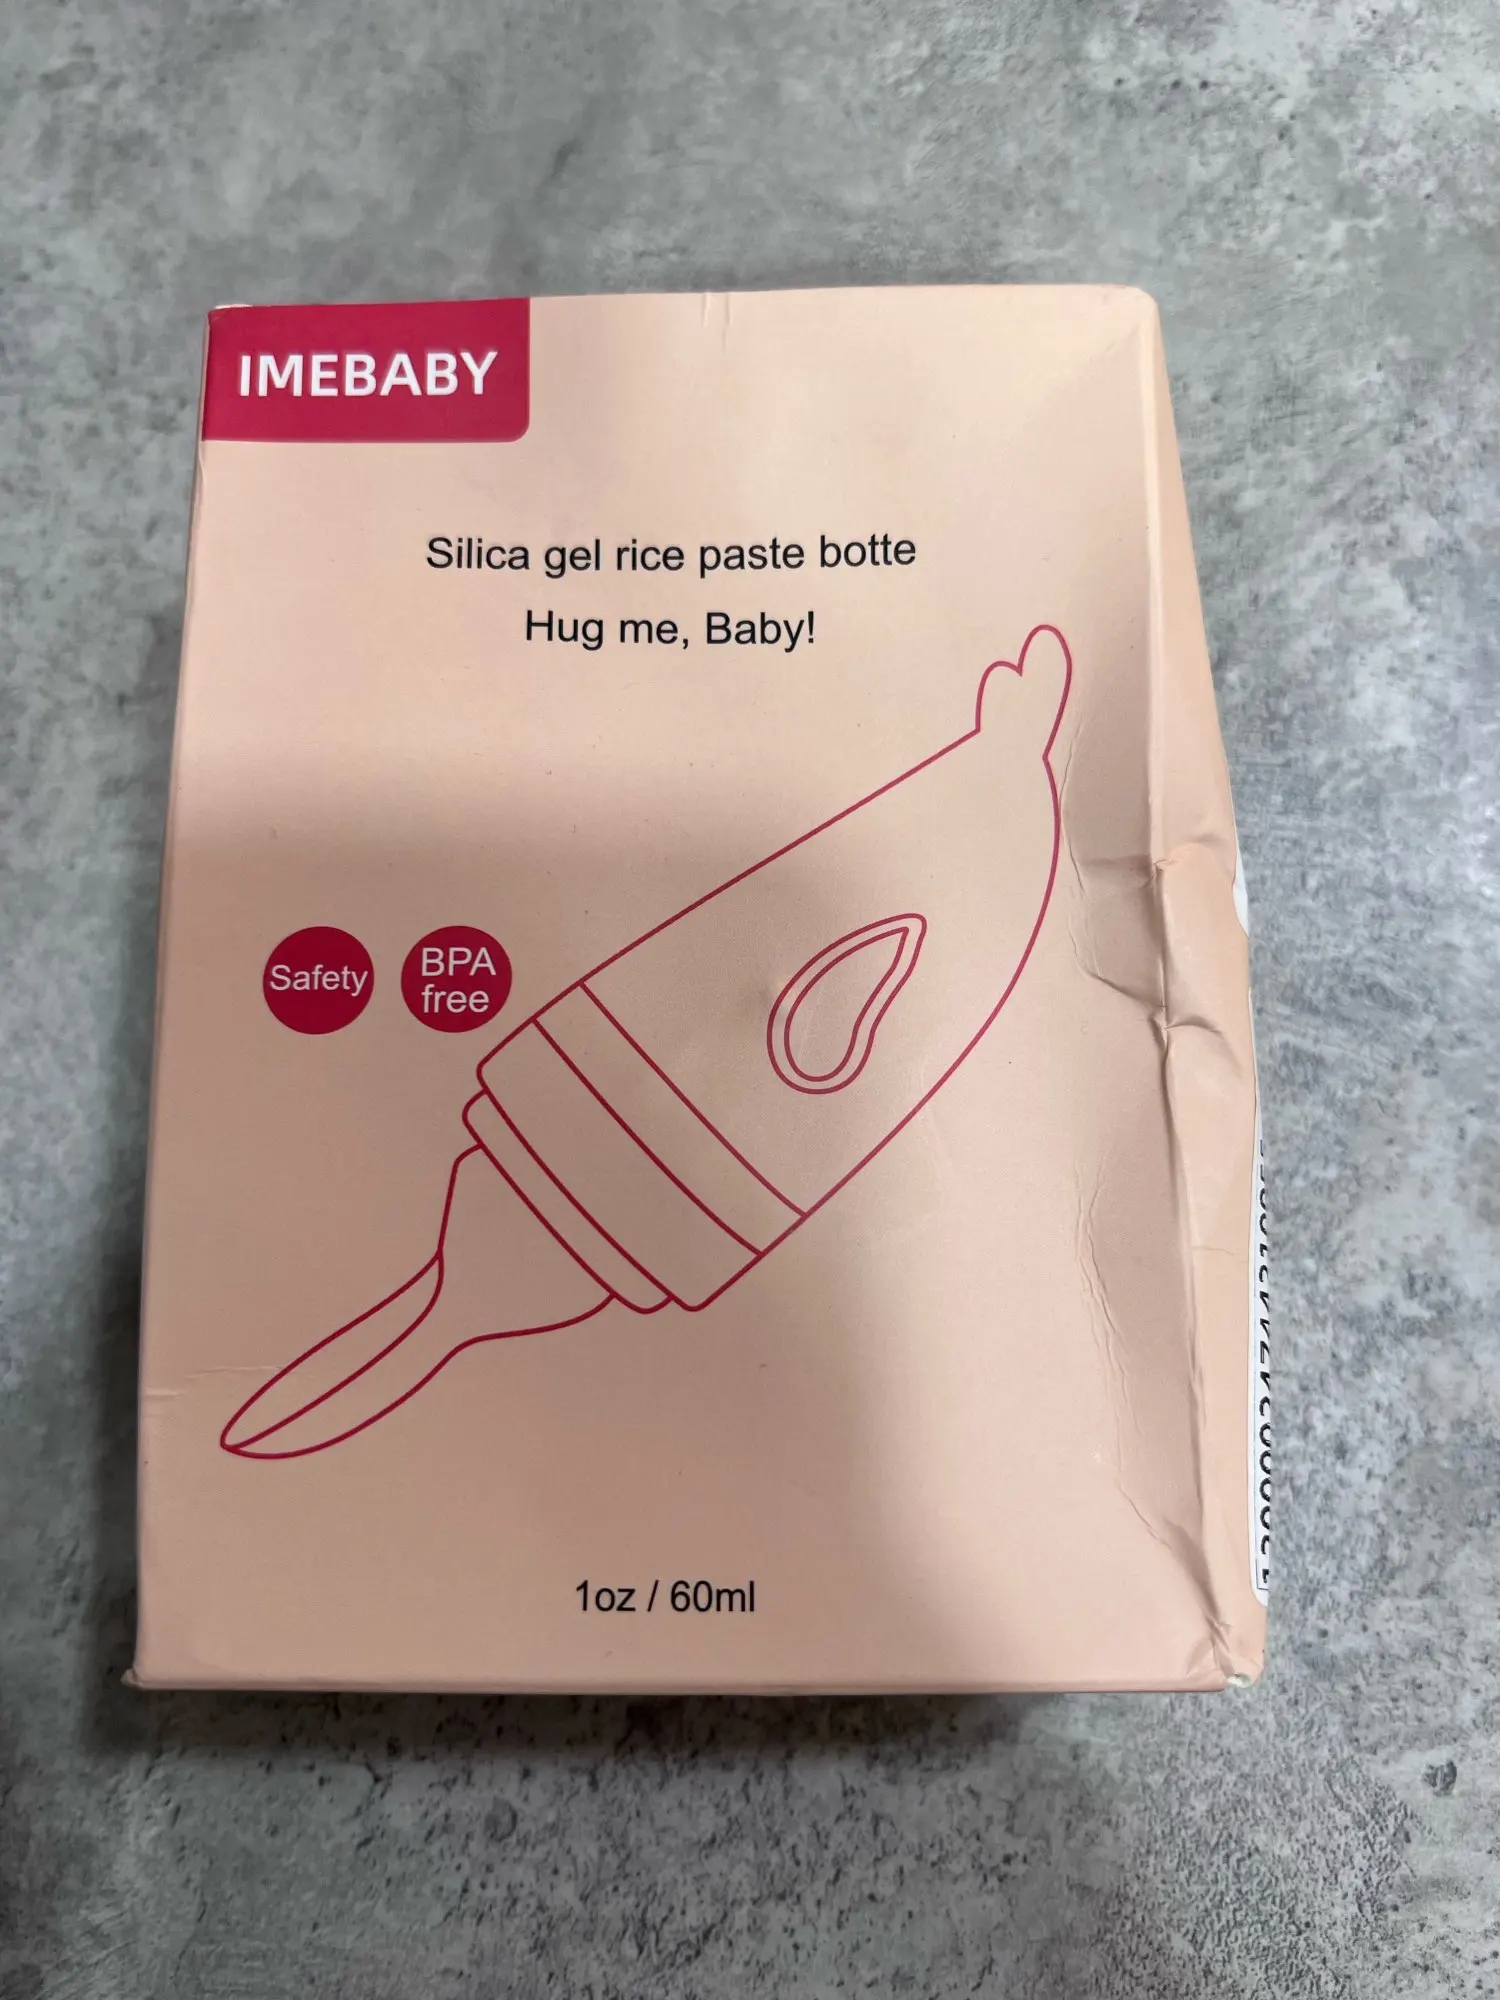 IMEBABY
Silica gel rice paste botte
Hug me, Baby!
Safety
BPA
free
1oz / 60ml